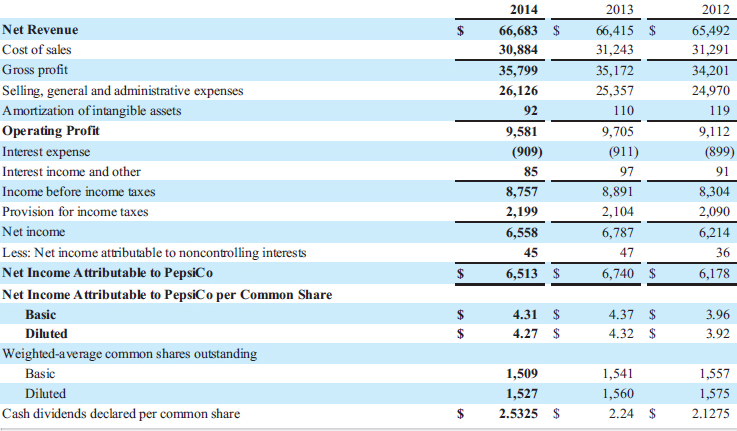 2014 2013 2012
Net Revenue $ 66,683 $ 66,415 $ 65,492
Cost of sales 30,884 31,243 31,291
Gross profit 35,799 35,172 34,201
Selling, general and administrative expenses 26,126 25,357 24,970
Amortization of intangible assets 92 110 119
Operating Profit 9,581 9,705 9,112
Interest expense (909) (911) (899)
Interest income and other 85 97 91
Income before income taxes 8,757 8,891 8,304
Provision for income taxes 2,199 2,104 2,090
Net income 6,558 6,787 6,214
Less: Net income attributable to noncontrolling interests 45 47 36
Net Income Attributable to PepsiCo $ 6,513 $ 6,740 $ 6,178
Net Income Attributable to PepsiCo per Common Share
Basic $ 4.31 $ 4.37 $ 3.96
Diluted $ 4.27 $ 4.32 $ 3.92
Weighted-average common shares outstanding
Basic 1,509 1,541 1,557
Diluted 1,527 1,560 1,575
Cash dividends declared per common share $ 2.5325 $ 2.24 $ 2.1275